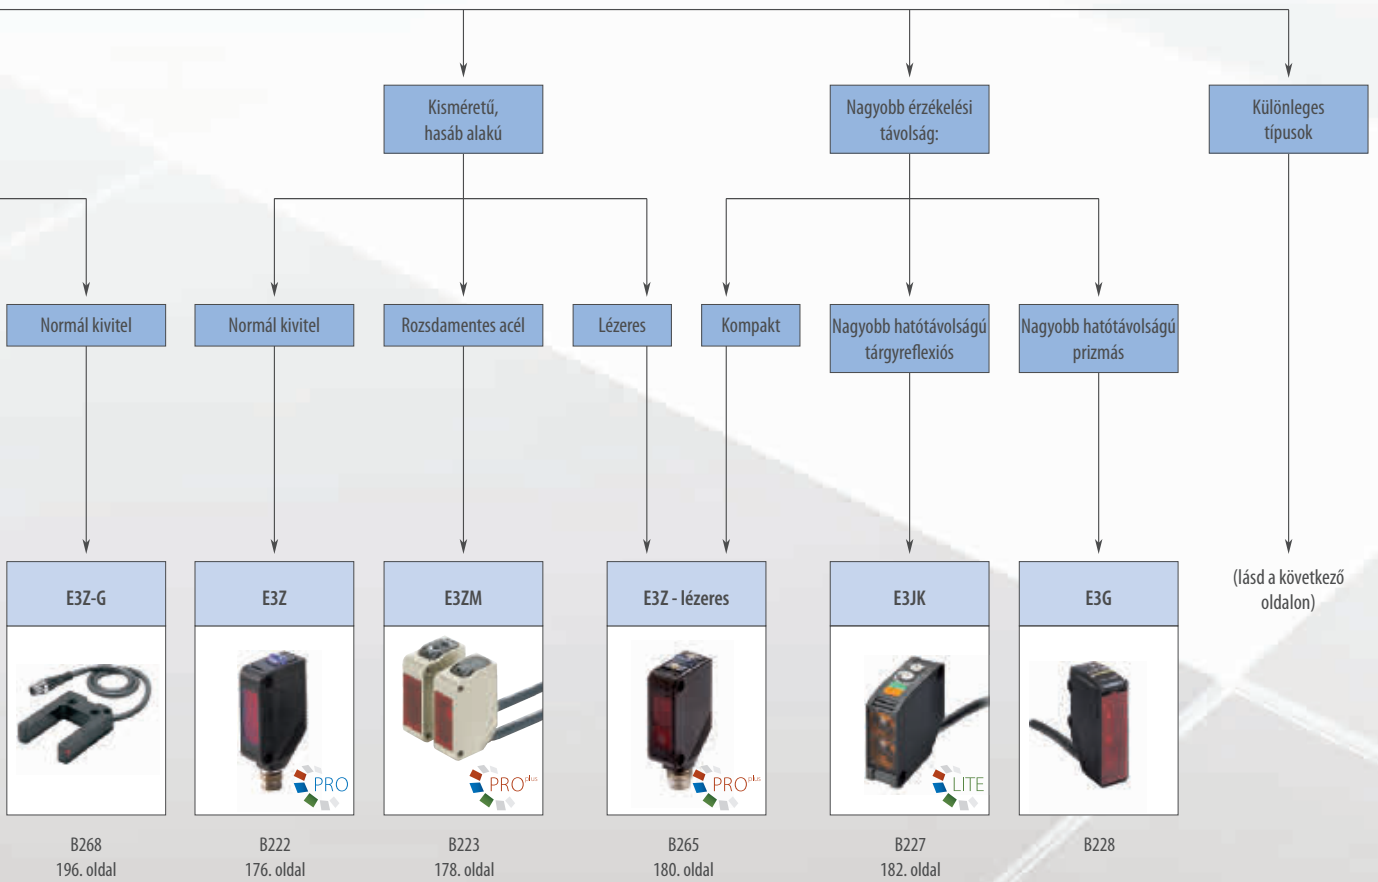 Kisméretű,
hasáb alakú
Nagyobb érzékelési
távolság:
Különleges
típusok
Normál kivitel
Normál kivitel
Rozsdamentes acél
Lézeres
Kompakt
Nagyobb hatótávolságú
tárgyreflexiós
Nagyobb hatótávolságú
prizmás
E3Z-G
E3Z
E3ZM
E3Z - lézeres
E3JK
E3G
(lásd a következő
oldalon)
PRO
PROplus
PROplus
LITE
B268
196. oldal
B222
176. oldal
B223
178. oldal
B265
180. oldal
B227
182. oldal
B228